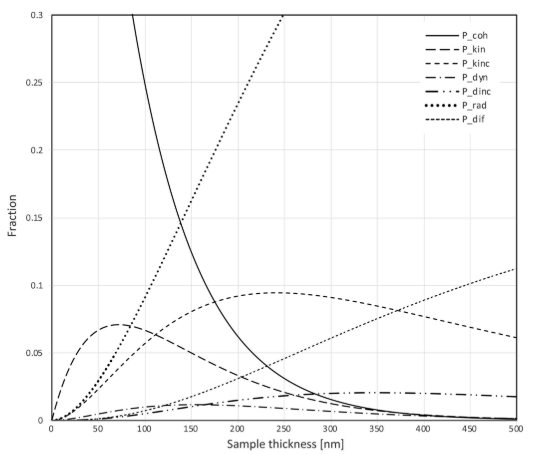 0.3
0.25
0.2
0.15
0.1
0.05
0
Fraction
P_coh
P_kin
P_kinc
P_dyn
P_dinc
P_rad
P_dif
0 50 100 150 200 250 300 350 400 450 500
Sample thickness [nm]